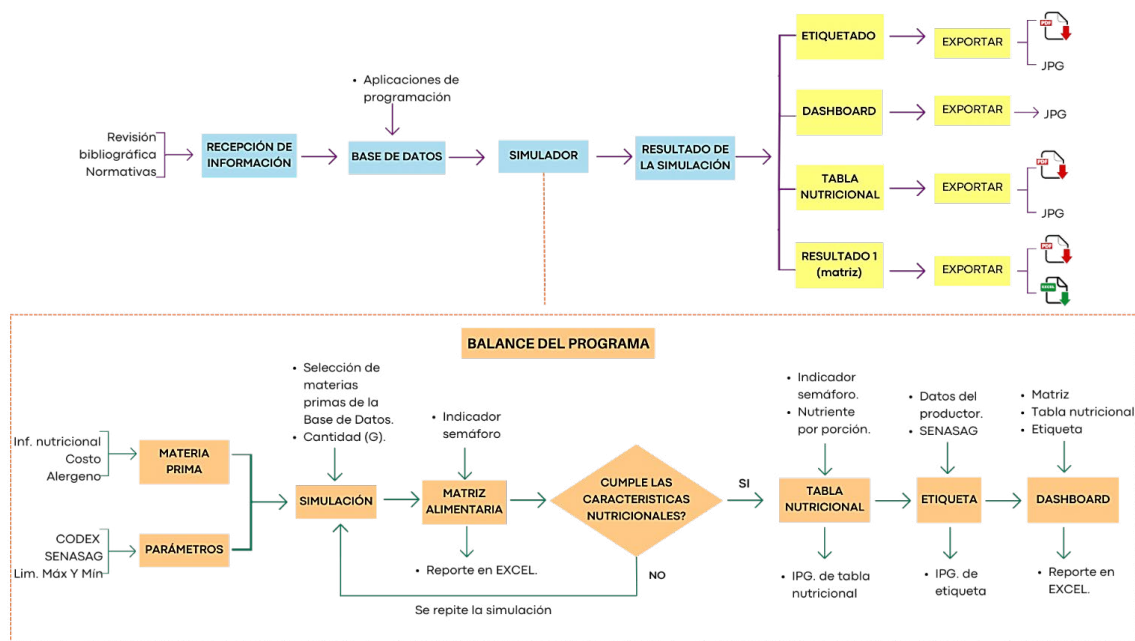 ETIQUETADO
EXPORTAR
PDF
JPG
• Aplicaciones de
programación
DASHBOARD
EXPORTAR
JPG
Revisión
bibliográfica
Normativas
RECEPCIÓN DE
INFORMACIÓN
BASE DE DATOS
SIMULADOR
RESULTADO DE
LA SIMULACIÓN
TABLA
NUTRICIONAL
EXPORTAR
PDF
JPG
RESULTADO 1
(matriz)
EXPORTAR
PDF
EXCEL
BALANCE DEL PROGRAMA
• Selección de
materias
primas de la
Base de Datos.
• Cantidad (G).
• Indicador
semáforo
• Indicador
semáforo.
• Nutriente
por porción.
• Datos del
productor.
• SENASAG
• Matriz
• Tabla nutricional
• Etiqueta
Inf. nutricional
Costo
Alergeno
MATERIA
PRIMA
SIMULACIÓN
MATRIZ
ALIMENTARIA
CUMPLE LAS
CARACTERISTICAS
NUTRICIONALES?
SI
TABLA
NUTRICIONAL
ETIQUETA
DASHBOARD
CODEX
SENASAG
Lim. Máx Y Mín
PARÁMETROS
• Reporte en EXCEL.
NO
Se repite la simulación
• IPG. de tabla
nutricional
• IPG. de
etiqueta
• Reporte en
EXCEL.